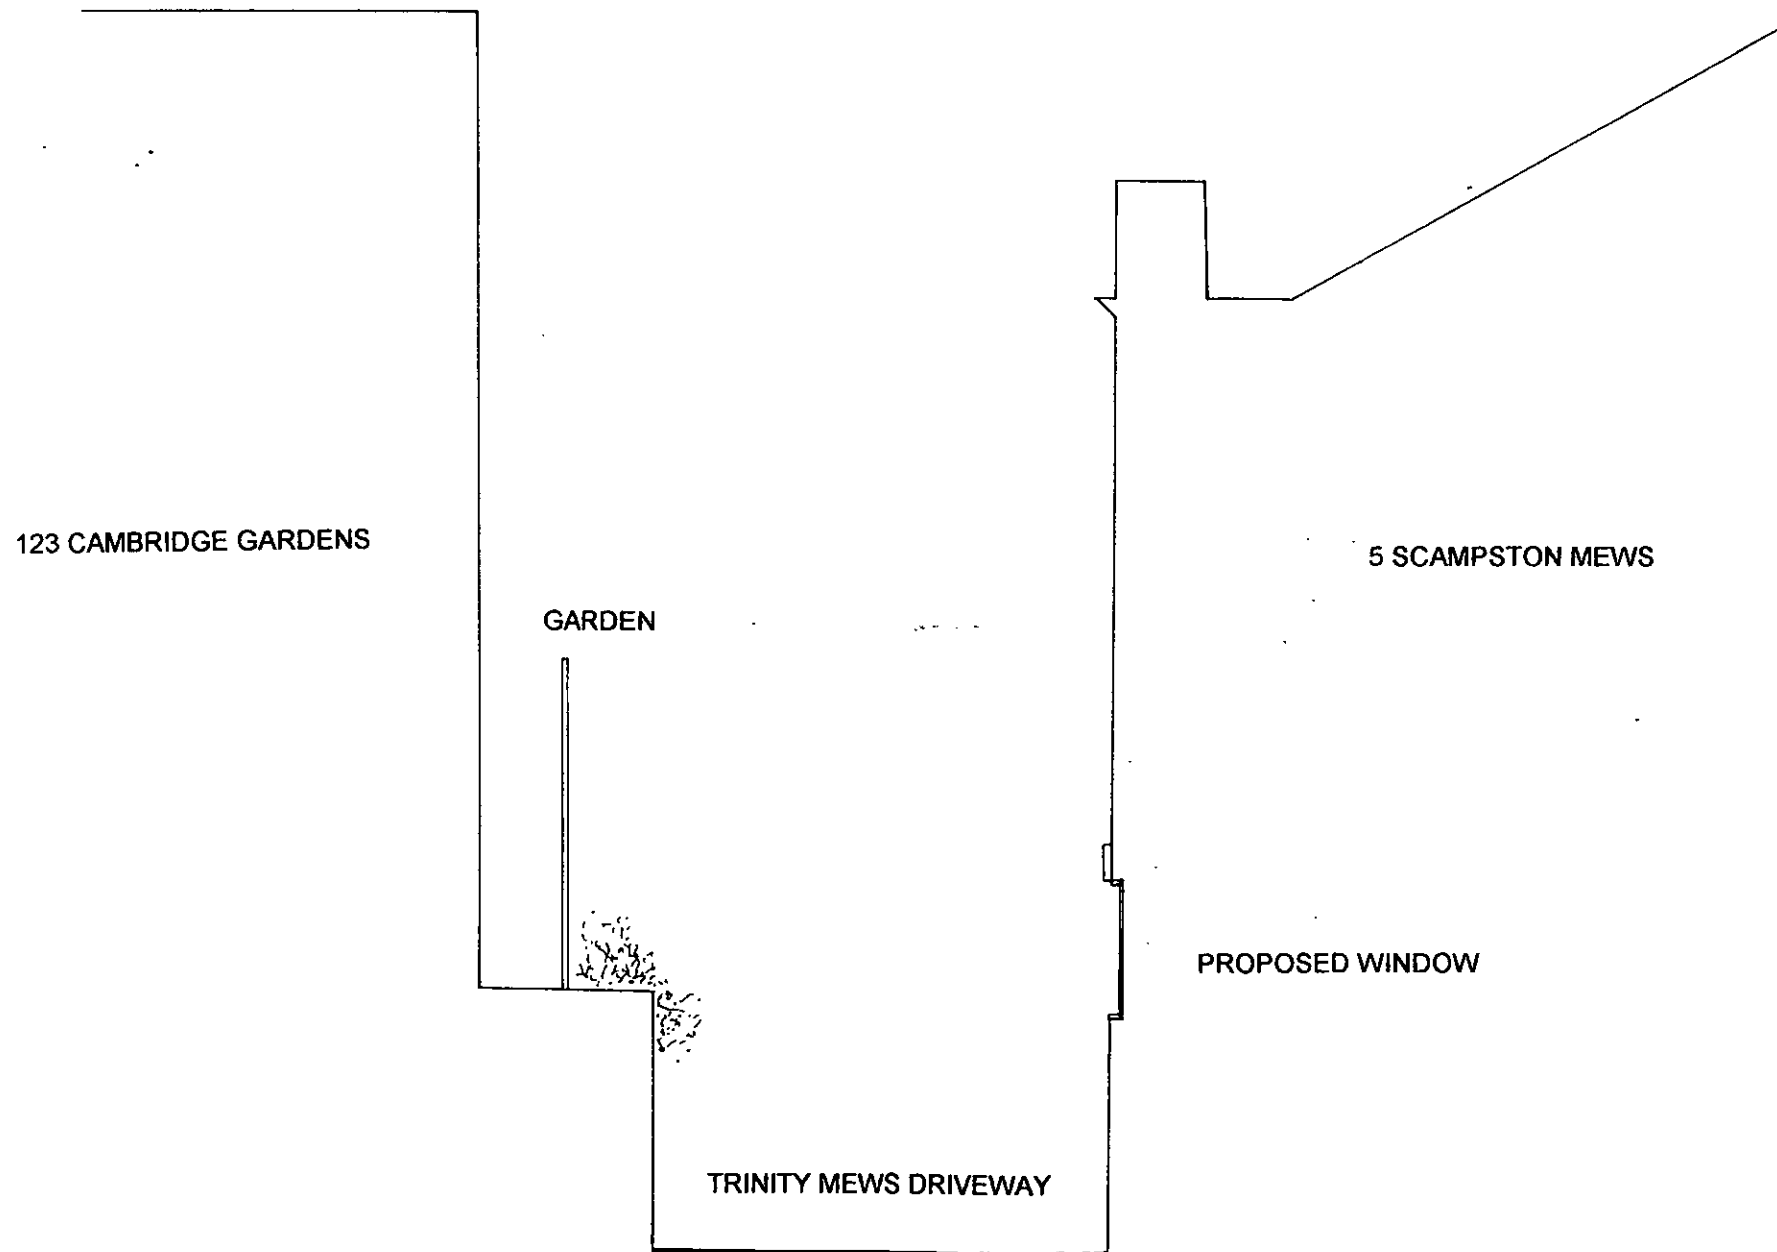 123 CAMBRIDGE GARDENS
5 SCAMPSTON MEWS
GARDEN
PROPOSED WINDOW
TRINITY MEWS DRIVEWAY